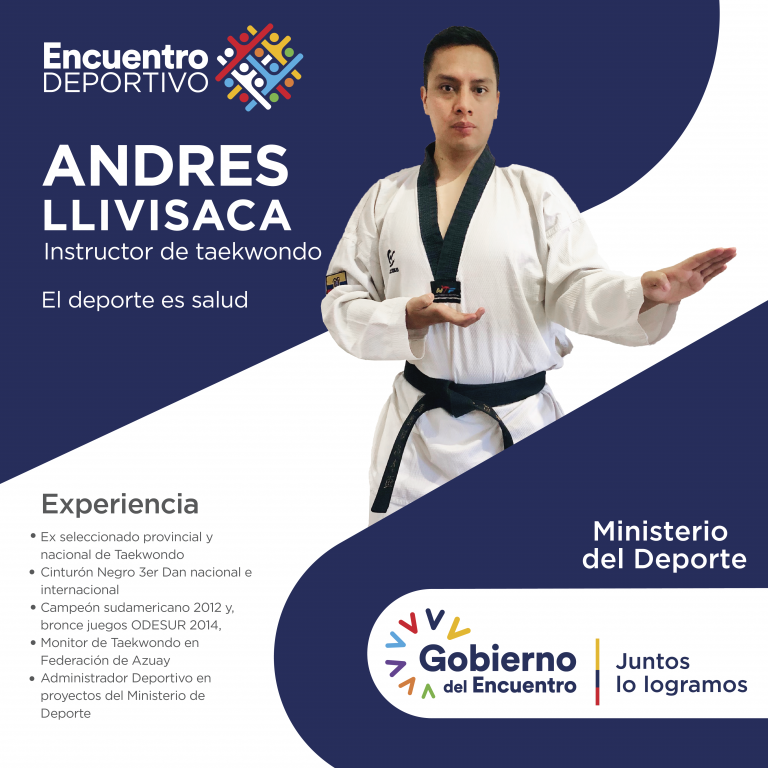 Encuentro
DEPORTIVO
ANDRES
LLIVISACA
Instructor de taekwondo
El deporte es salud
WTF
Experiencia
• Ex seleccionado provincial y
nacional de Taekwondo
• Cinturón Negro 3er Dan nacional e
internacional
• Campeón sudamericano 2012 y,
bronce juegos ODESUR 2014,
• Monitor de Taekwondo en
Federación de Azuay
• Administrador Deportivo en
proyectos del Ministerio de
Deporte
Ministerio
del Deporte
Gobierno
del Encuentro
Juntos
lo logramos